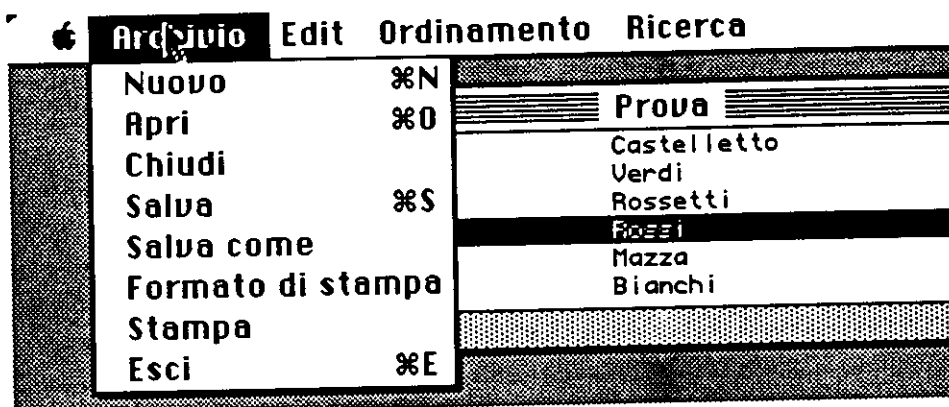 Archivio Edit Ordinamento Ricerca
Nuovo ⌘N
Apri ⌘O
Chiudi
Salva ⌘S
Salva come
Formato di stampa
Stampa
Esci ⌘E
Prova
Castelletto
Verdi
Rossetti
Rossi
Mazza
Bianchi